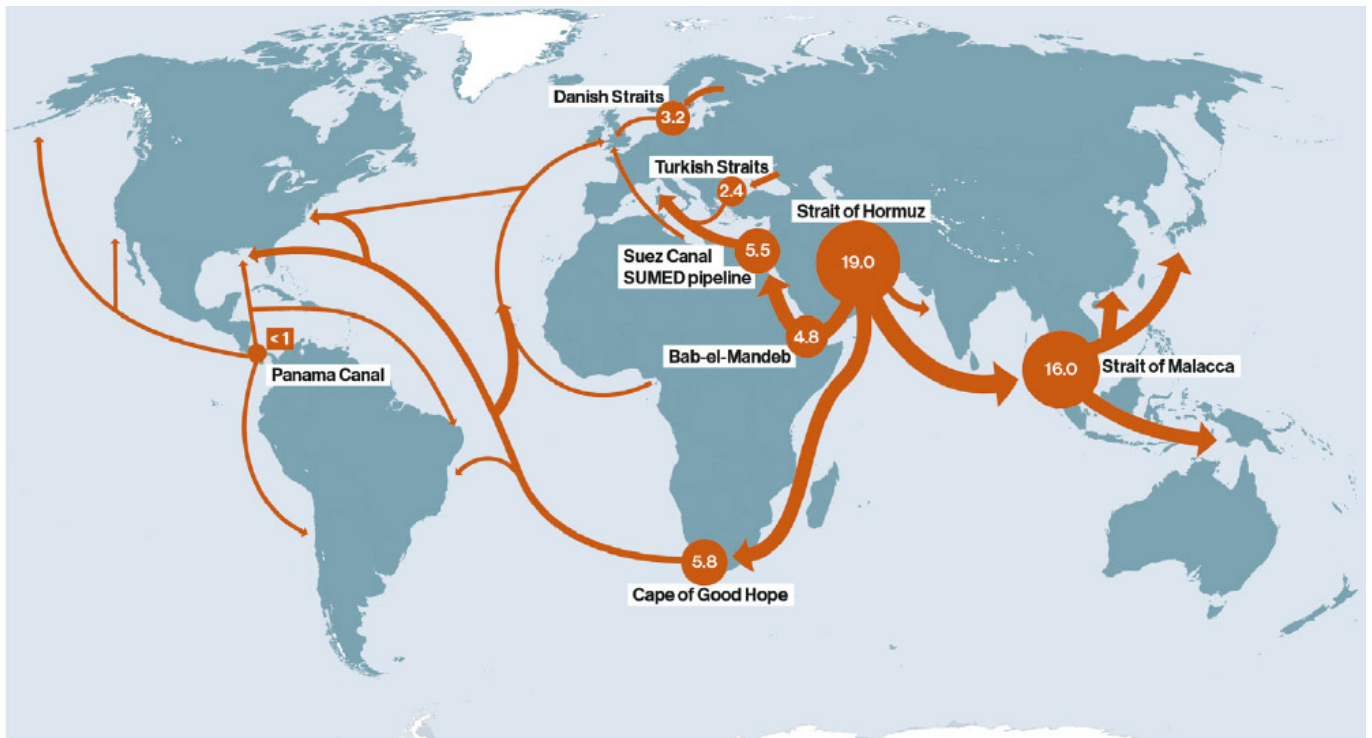 Danish Straits
3.2
Turkish Straits
2.4
Strait of Hormuz
19.0
Suez Canal
SUMED pipeline
5.5
4.8
Bab-el-Mandeb
<1
Panama Canal
16.0
Strait of Malacca
5.8
Cape of Good Hope